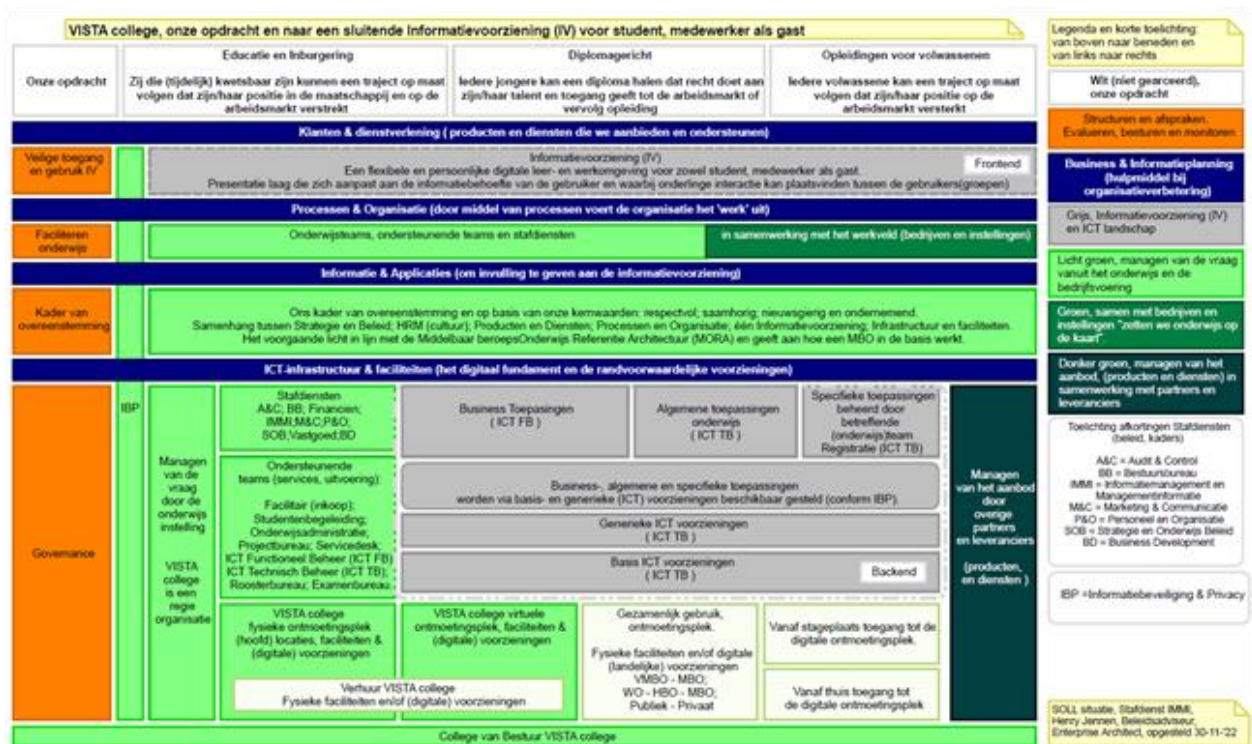 VISTA college, onze opdracht en naar een sluitende Informatievoorziening (IV) voor student, medewerker als gast
Onze opdracht
Educatie en Inburgering
Zij die (tijdelijk) kwetsbaar zijn kunnen een traject op maat
volgen dat zijn/haar positie in de maatschappij en op de
arbeidsmarkt verstrekt
Diplomagericht
Iedere jongere kan een diploma halen dat recht doet aan
zijn/haar talent en toegang geeft tot de arbeidsmarkt of
vervolg opleiding
Opleidingen voor volwassenen
Iedere volwassene kan een traject op maat
volgen dat zijn/haar positie op de
arbeidsmarkt versterkt
Klanten & dienstverlening ( producten en diensten die we aanbieden en ondersteunen)
Veilige toegang
en gebruik IV
Informatievoorziening (IV)
Een flexibele en persoonlijke digitale leer- en werkomgeving voor zowel student, medewerker als gast.
Presentatie laag die zich aanpast aan de informatiebehoefte van de gebruiker en waarbij onderlinge interactie kan plaatsvinden tussen de gebruikers(groepen)
Frontend
Processen & Organisatie (door middel van processen voert de organisatie het 'werk' uit)
Faciliteren
onderwijs
Onderwijsteams, ondersteunende teams en stafdiensten
in samenwerking met het werkveld (bedrijven en instellingen)
Informatie & Applicaties (om invulling te geven aan de informatievoorziening)
Kader van
overeenstemming
Ons kader van overeenstemming en op basis van onze kernwaarden: respectvol; saamhorig; nieuwsgierig en ondernemend.
Samenhang tussen Strategie en Beleid; HRM (cultuur); Producten en Diensten; Processen en Organisatie; één Informatievoorziening; Infrastructuur en faciliteiten.
Het voorgaande licht in lijn met de Middelbaar beroepsOnderwijs Referentie Architectuur (MORA) en geeft aan hoe een MBO in de basis werkt.
ICT-infrastructuur & faciliteiten (het digitaal fundament en de randvoorwaardelijke voorzieningen)
Governance
IBP
Managen
van de
vraag
door de
onderwijs
instelling
VISTA
college
is een
regie
organisatie
Stafdiensten
A&C; BB; Financien;
IMMI;M&C;P&O;
SOB;Vastgoed;BD
Ondersteunende
teams (services, uitvoering):
Facilitair (inkoop);
Studentenbegeleiding;
Onderwijsadministratie;
Projectbureau; Servicedesk;
ICT Functioneel Beheer (ICT FB)
ICT Technisch Beheer (ICT TB);
Roosterbureau; Examenbureau
Business Toepasingen
( ICT FB )
Algemene toepassingen
onderwijs
( ICT TB )
Specifieke toepassingen
beheerd door
betreffende
(onderwijs)team
Registratie (ICT TB)
Business-, algemene en specifieke toepassingen
worden via basis- en generieke (ICT) voorzieningen beschikbaar gesteld (conform IBP).
Generieke ICT voorzieningen
( ICT TB )
Basis ICT voorzieningen
( ICT TB )
Backend
Managen
van het aanbod
door
overige
partners
en leveranciers
(producten,
en diensten )
VISTA college
fysieke ontmoetingsplek
(hoofd) locaties, faciliteiten &
(digitale) voorzieningen
VISTA college virtuele
ontmoetingsplek, faciliteiten &
(digitale) voorzieningen
Verhuur VISTA college
Fysieke faciliteiten en/of (digitale) voorzieningen
Gezamenlijk gebruik,
ontmoetingsplek.
Fysieke faciliteiten en/of digitale
(landelijke) voorzieningen
VMBO - MBO;
WO - HBO - MBO;
Publiek - Privaat
Vanaf stageplaats toegang tot de
digitale ontmoetingsplek.
Vanaf thuis toegang tot
de digitale ontmoetingsplek
College van Bestuur VISTA college
Legenda en korte toelichting:
van boven naar beneden en
van links naar rechts
Wit (niet gearceerd),
onze opdracht
Structuren en afspraken.
Evalueren, besturen en monitoren.
Business & Informatieplanning
(hulpmiddel bij
organisatieverbetering)
Grijs, Informatievoorziening (IV)
en ICT landschap
Licht groen, managen van de vraag
vanuit het onderwijs en de
bedrijfsvoering
Groen, samen met bedrijven en
instellingen "zetten we onderwijs op
de kaart".
Donker groen, managen van het
aanbod, (producten en diensten) in
samenwerking met partners en
leveranciers
Toelichting afkortingen Stafdiensten
(beleid, kaders)
A&C = Audit & Control
BB = Bestuursbureau
IMMI = Informatiemanagement en
Managementinformatie
M&C = Marketing & Communicatie
P&O = Personeel en Organisatie
SOB = Strategie en Onderwijs Beleid
BD = Business Development
IBP =Informatiebeveiliging & Privacy
SOLL situatie, Stafdienst IMMI,
Henry Jennen, Beleidsadviseur,
Enterprise Architect, opgesteld 30-11-'22